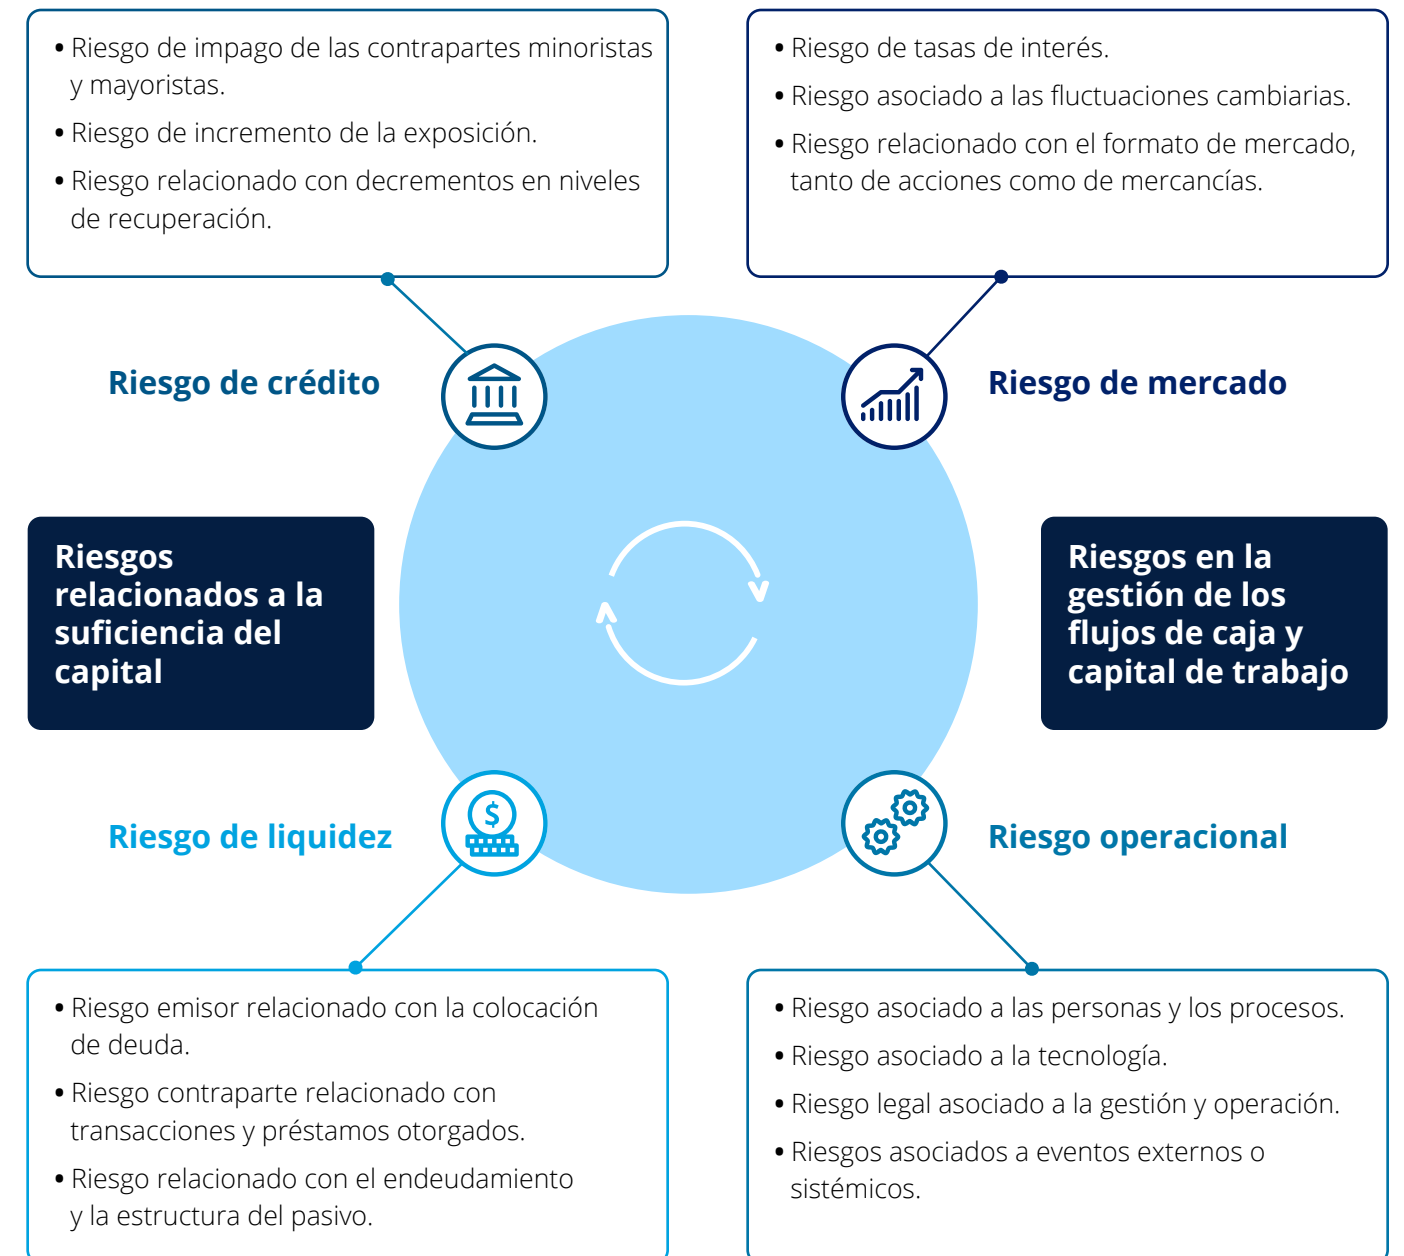 • Riesgo de impago de las contrapartes minoristas
y mayoristas.
• Riesgo de incremento de la exposición.
• Riesgo relacionado con decrementos en niveles
de recuperación.
• Riesgo de tasas de interés.
• Riesgo asociado a las fluctuaciones cambiarias.
• Riesgo relacionado con el formato de mercado,
tanto de acciones como de mercancías.
Riesgo de crédito
Riesgo de mercado
Riesgos
relacionados a la
suficiencia del
capital
Riesgos en la
gestión de los
flujos de caja y
capital de trabajo
Riesgo de liquidez
$
Riesgo operacional
• Riesgo emisor relacionado con la colocación
de deuda.
• Riesgo contraparte relacionado con
transacciones y préstamos otorgados.
• Riesgo relacionado con el endeudamiento
y la estructura del pasivo.
• Riesgo asociado a las personas y los procesos.
• Riesgo asociado a la tecnología.
• Riesgo legal asociado a la gestión y operación.
• Riesgos asociados a eventos externos o
sistémicos.